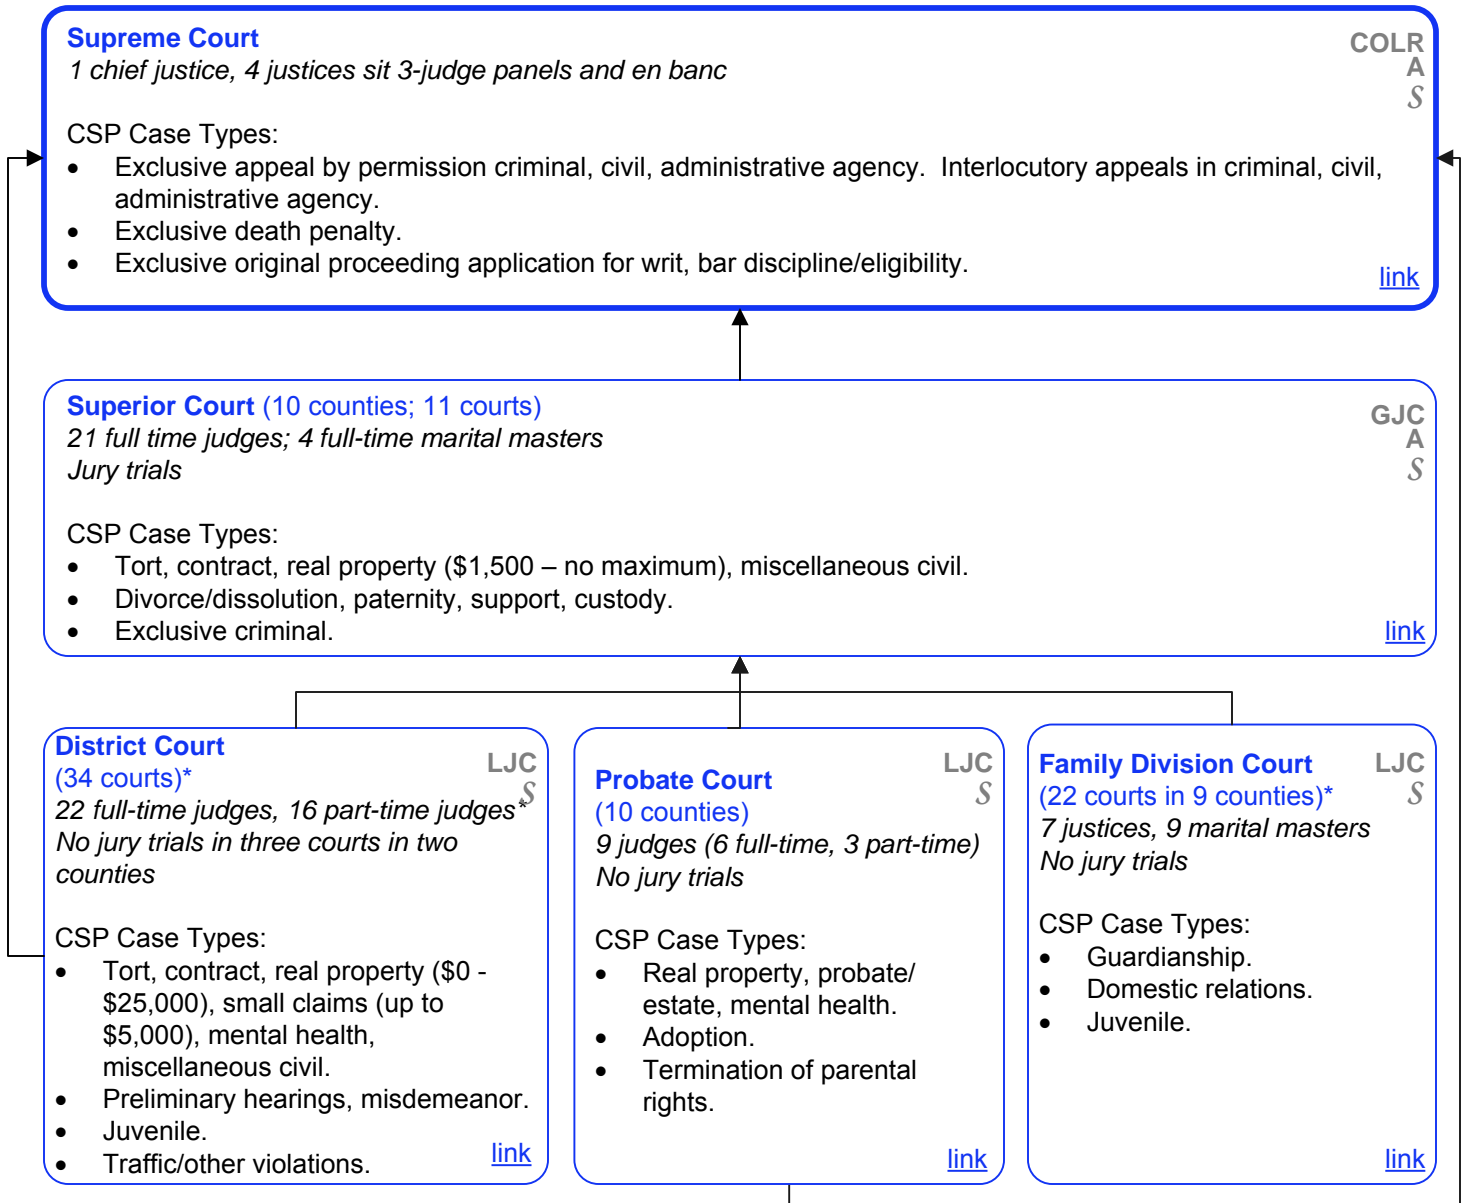 Supreme Court
COLR
1 chief justice, 4 justices sit 3-judge panels and en banc
A
S
CSP Case Types:
• Exclusive appeal by permission criminal, civil, administrative agency.  Interlocutory appeals in criminal, civil,
administrative agency.
• Exclusive death penalty.
• Exclusive original proceeding application for writ, bar discipline/eligibility.
link
Superior Court (10 counties; 11 courts)
GJC
21 full time judges; 4 full-time marital masters
A
Jury trials
S
CSP Case Types:
• Tort, contract, real property ($1,500 – no maximum), miscellaneous civil.
• Divorce/dissolution, paternity, support, custody.
• Exclusive criminal.
link
District Court
LJC
(34 courts)*
S
22 full-time judges, 16 part-time judges*
No jury trials in three courts in two
counties
CSP Case Types:
• Tort, contract, real property ($0 -
$25,000), small claims (up to
$5,000), mental health,
miscellaneous civil.
• Preliminary hearings, misdemeanor.
• Juvenile.
• Traffic/other violations.
link
Probate Court
LJC
(10 counties)
S
9 judges (6 full-time, 3 part-time)
No jury trials
CSP Case Types:
• Real property, probate/
estate, mental health.
• Adoption.
• Termination of parental
rights.
link
Family Division Court
LJC
(22 courts in 9 counties)*
S
7 justices, 9 marital masters
No jury trials
CSP Case Types:
• Guardianship.
• Domestic relations.
• Juvenile.
link